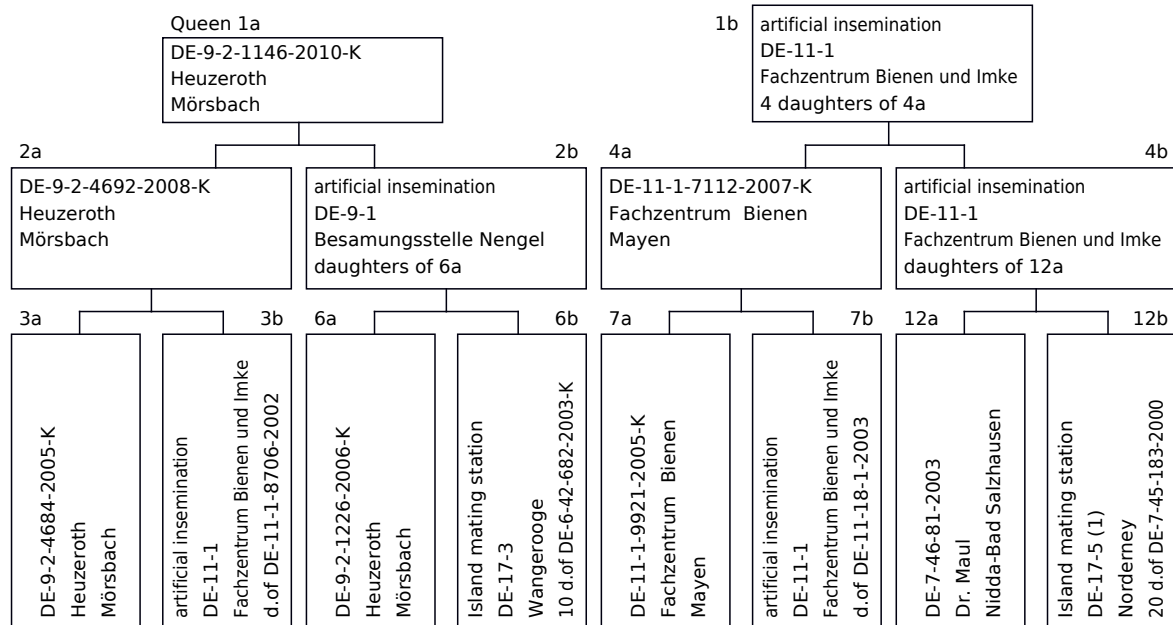 Queen 1a
DE-9-2-1146-2010-K
Heuzeroth
Mörsbach
1b
artificial insemination
DE-11-1
Fachzentrum Bienen und Imke
4 daughters of 4a
2a
DE-9-2-4692-2008-K
Heuzeroth
Mörsbach
2b
artificial insemination
DE-9-1
Besamungsstelle Nengel
daughters of 6a
4a
DE-11-1-7112-2007-K
Fachzentrum Bienen
Mayen
4b
artificial insemination
DE-11-1
Fachzentrum Bienen und Imke
daughters of 12a
3a
DE-9-2-4684-2005-K
Heuzeroth
Mörsbach
3b
artificial insemination
DE-11-1
Fachzentrum Bienen und Imke
d.of DE-11-1-8706-2002
6a
DE-9-2-1226-2006-K
Heuzeroth
Mörsbach
6b
Island mating station
DE-17-3
Wangerooge
10 d.of DE-6-42-682-2003-K
7a
DE-11-1-9921-2005-K
Fachzentrum Bienen
Mayen
7b
artificial insemination
DE-11-1
Fachzentrum Bienen und Imke
d.of DE-11-18-1-2003
12a
DE-7-46-81-2003
Dr. Maul
Nidda-Bad Salzhausen
12b
Island mating station
DE-17-5 (1)
Norderney
20 d.of DE-7-45-183-2000